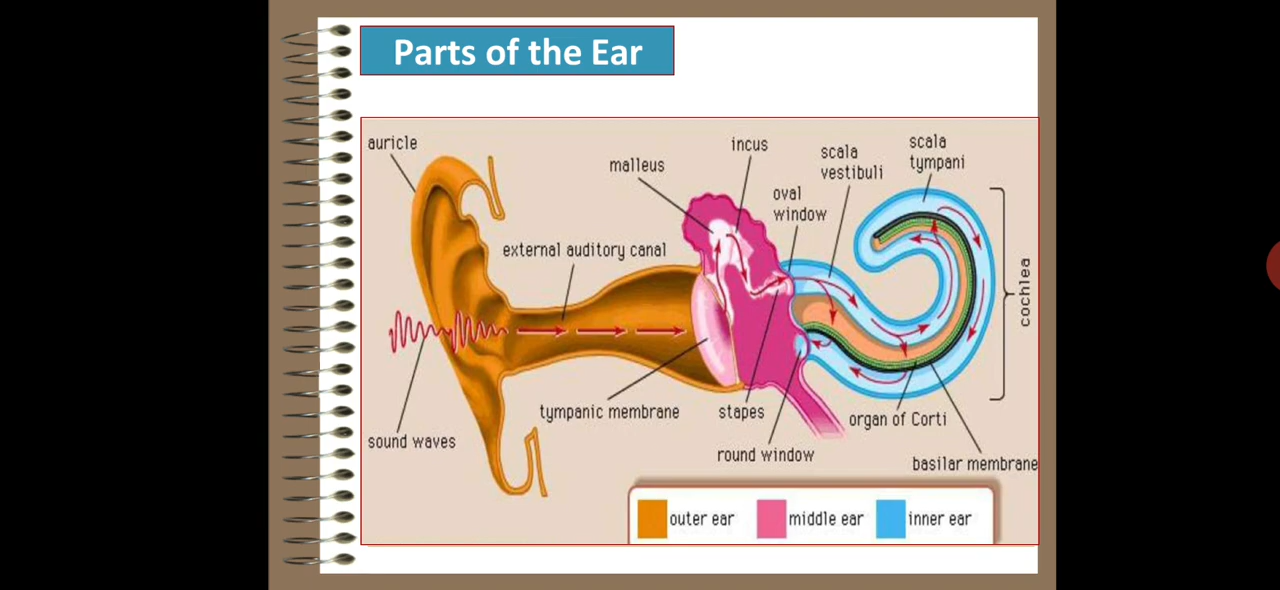 Parts of the Ear
auricle
malleus
incus
scala
vestibuli
scala
tympani
oval
window
external auditory canal
cochlea
tympanic membrane
stapes
organ of Corti
sound waves
round window
basilar membrane
outer ear
middle ear
inner ear